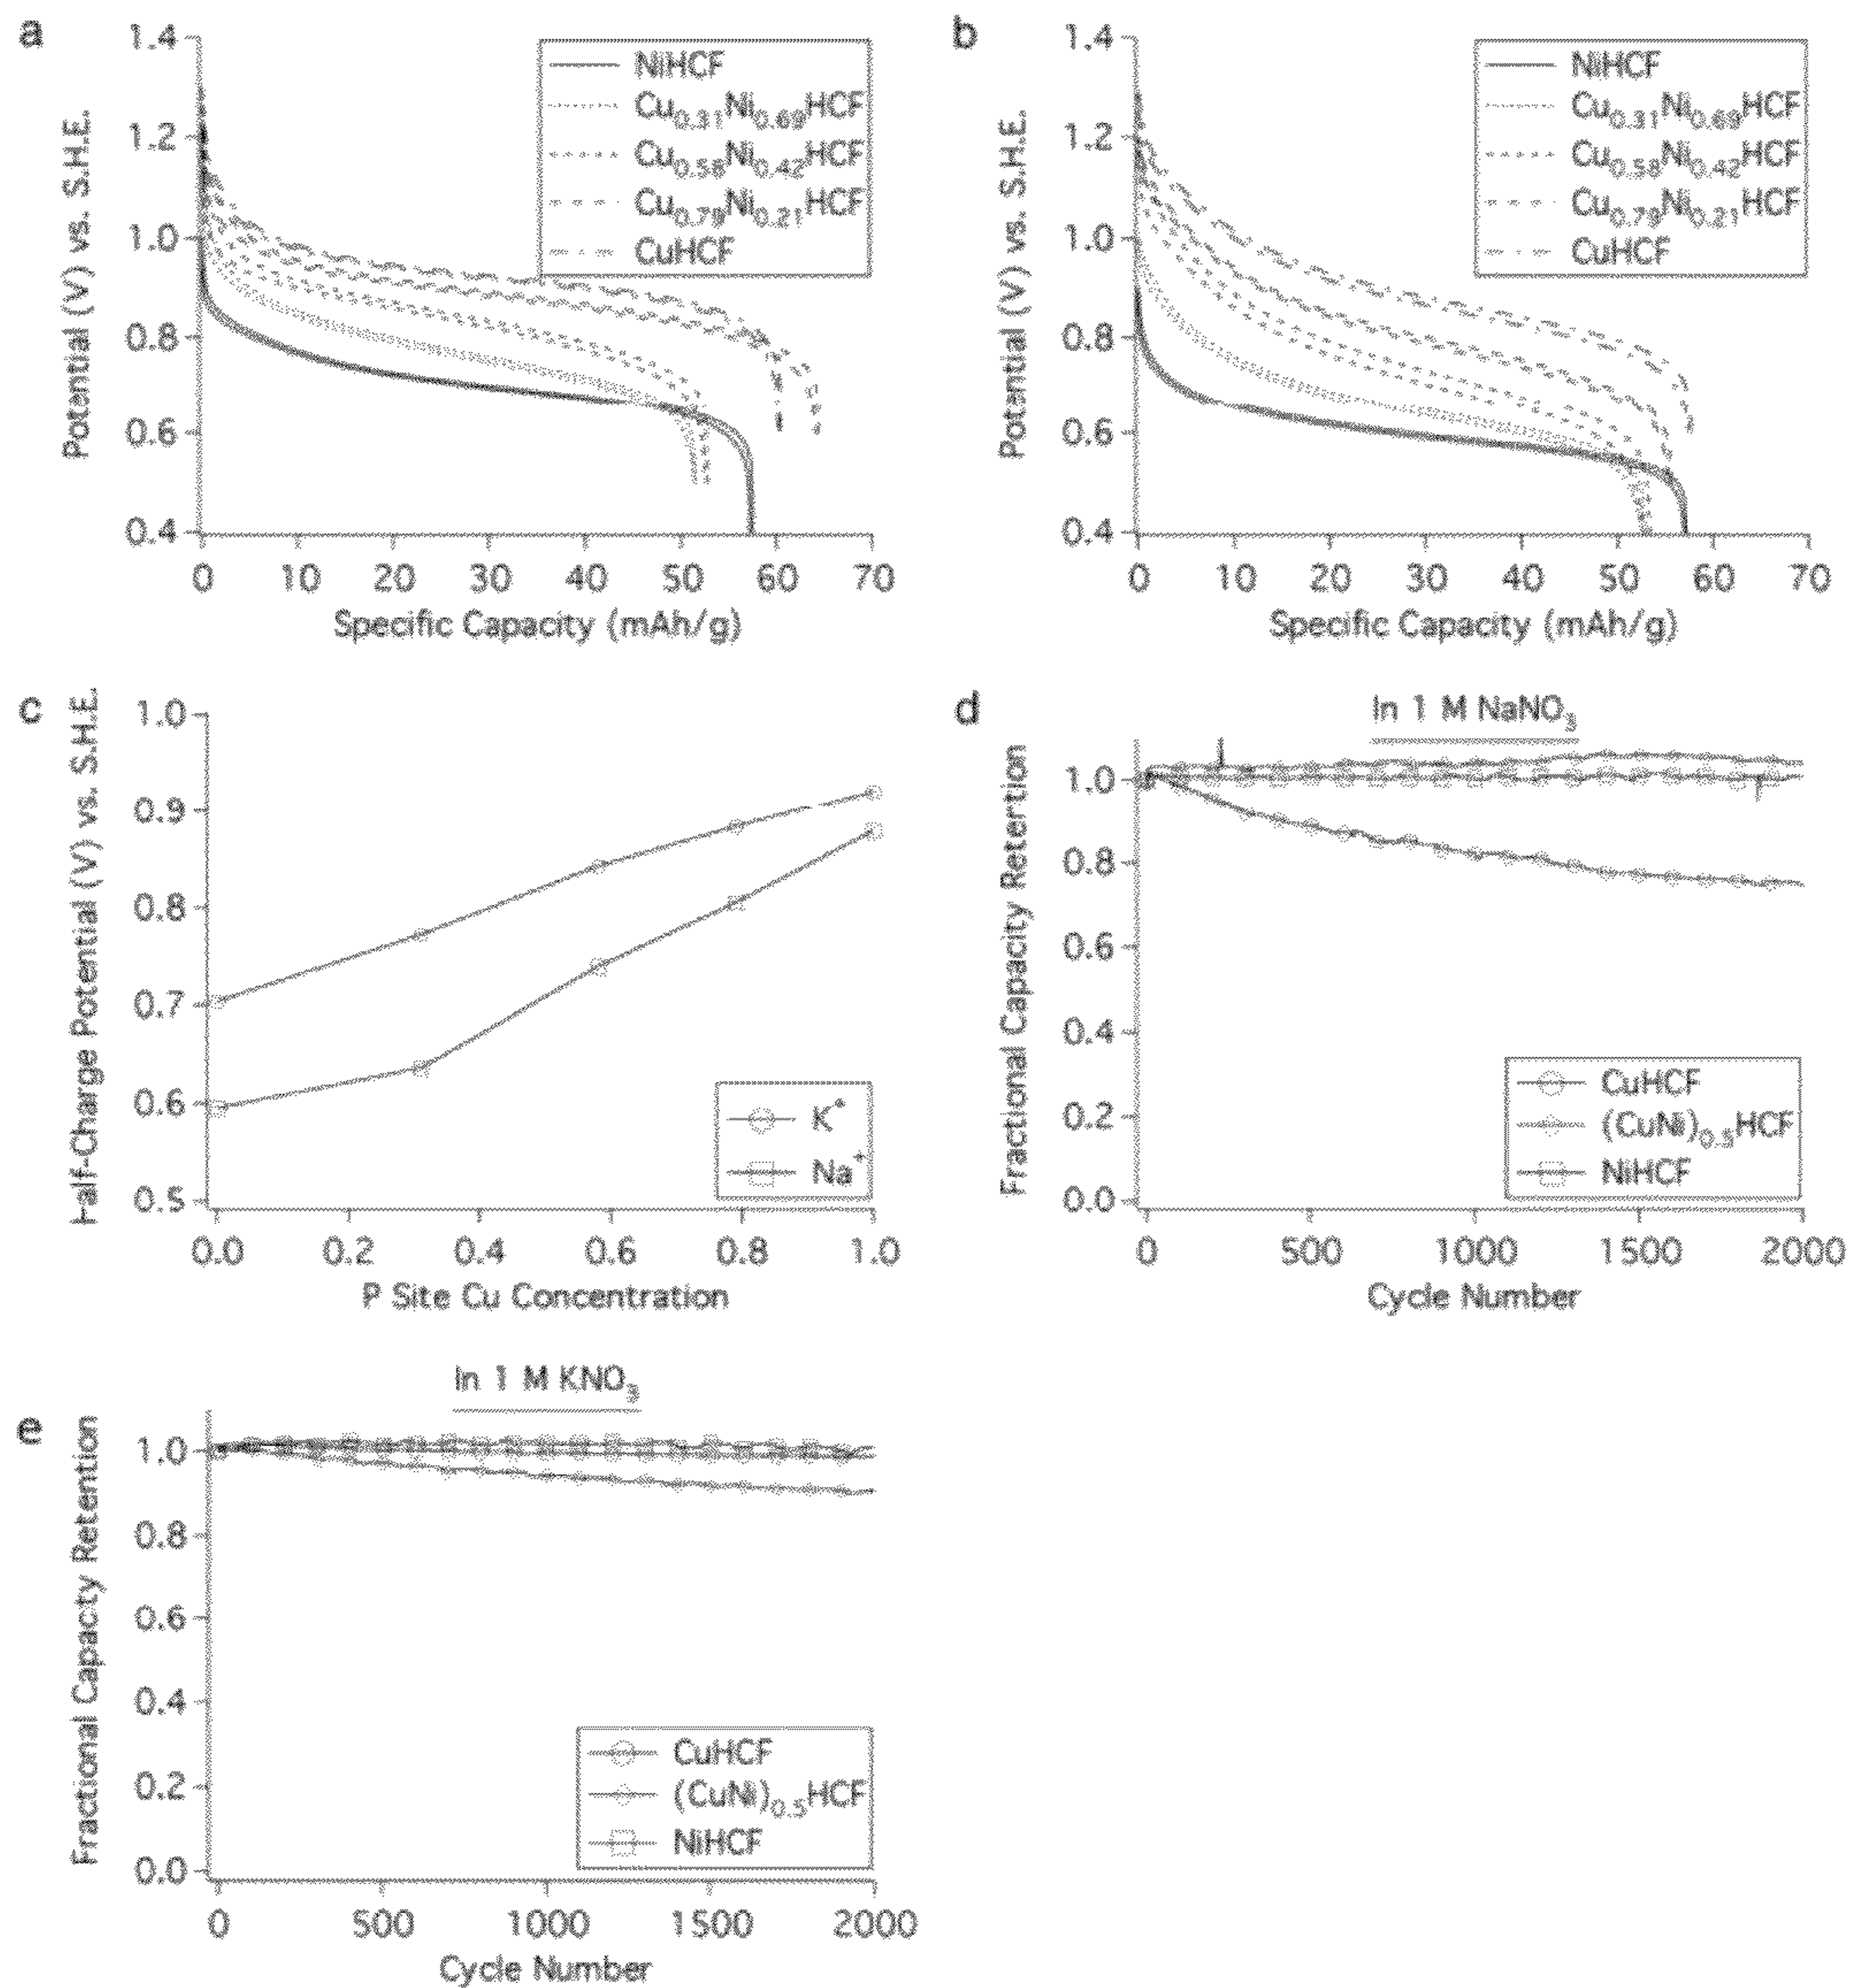 a
1.4
1.2
1.0
0.8
0.6
0.4
Potential (V) vs. S.H.E.
NiHCF
Cu0.31Ni0.69HCF
Cu0.58Ni0.42HCF
Cu0.79Ni0.21HCF
CuHCF
0 10 20 30 40 50 60 70
Specific Capacity (mAh/g)
b
1.4
1.2
1.0
0.8
0.6
0.4
Potential (V) vs. S.H.E.
NiHCF
Cu0.31Ni0.69HCF
Cu0.58Ni0.42HCF
Cu0.79Ni0.21HCF
CuHCF
0 10 20 30 40 50 60 70
Specific Capacity (mAh/g)
c
1.0
0.9
0.8
0.7
0.6
0.5
Half-Charge Potential (V) vs. S.H.E.
K+
Na+
0.0 0.2 0.4 0.6 0.8 1.0
P Site Cu Concentration
d
In 1 M NaNO3
1.0
0.8
0.6
0.4
0.2
0.0
Fractional Capacity Retention
CuHCF
(CuNi)0.5HCF
NiHCF
0 500 1000 1500 2000
Cycle Number
e
In 1 M KNO3
1.0
0.8
0.6
0.4
0.2
0.0
Fractional Capacity Retention
CuHCF
(CuNi)0.5HCF
NiHCF
0 500 1000 1500 2000
Cycle Number